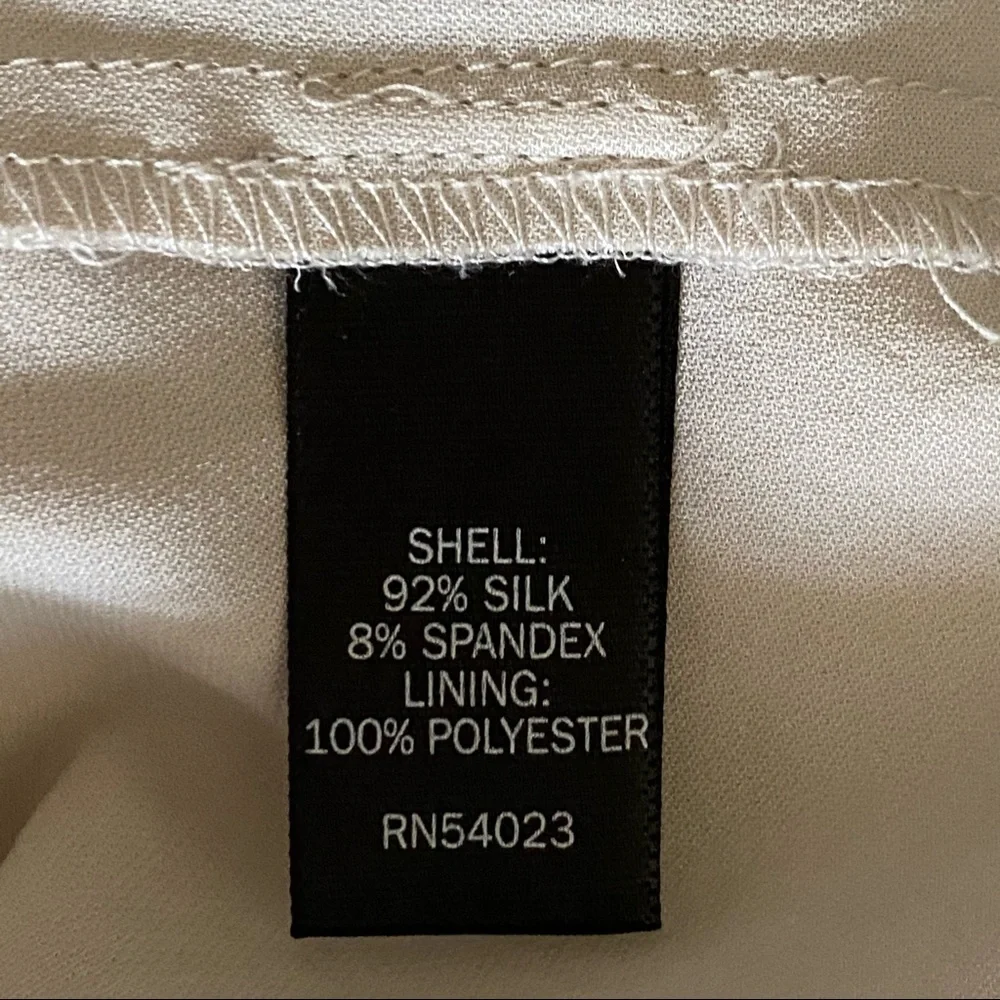 SHELL:
92% SILK
8% SPANDEX
LINING:
100% POLYESTER
RN54023